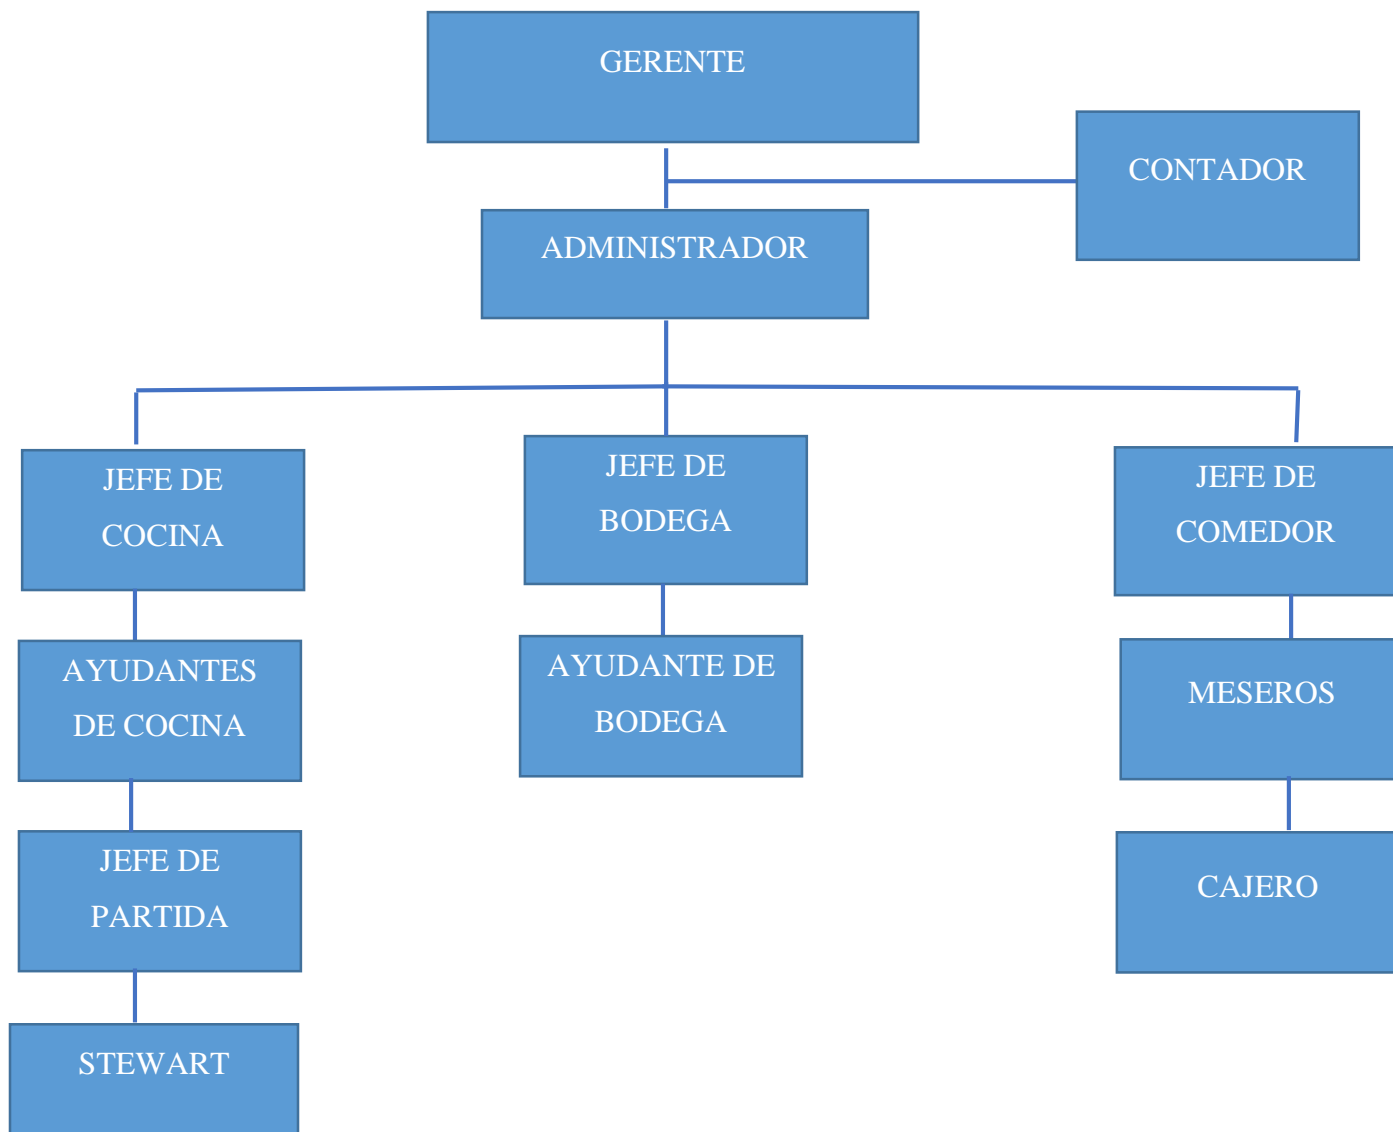 GERENTE
CONTADOR
ADMINISTRADOR
JEFE DE
COCINA
JEFE DE
BODEGA
JEFE DE
COMEDOR
AYUDANTES
DE COCINA
AYUDANTE DE
BODEGA
MESEROS
JEFE DE
PARTIDA
CAJERO
STEWART